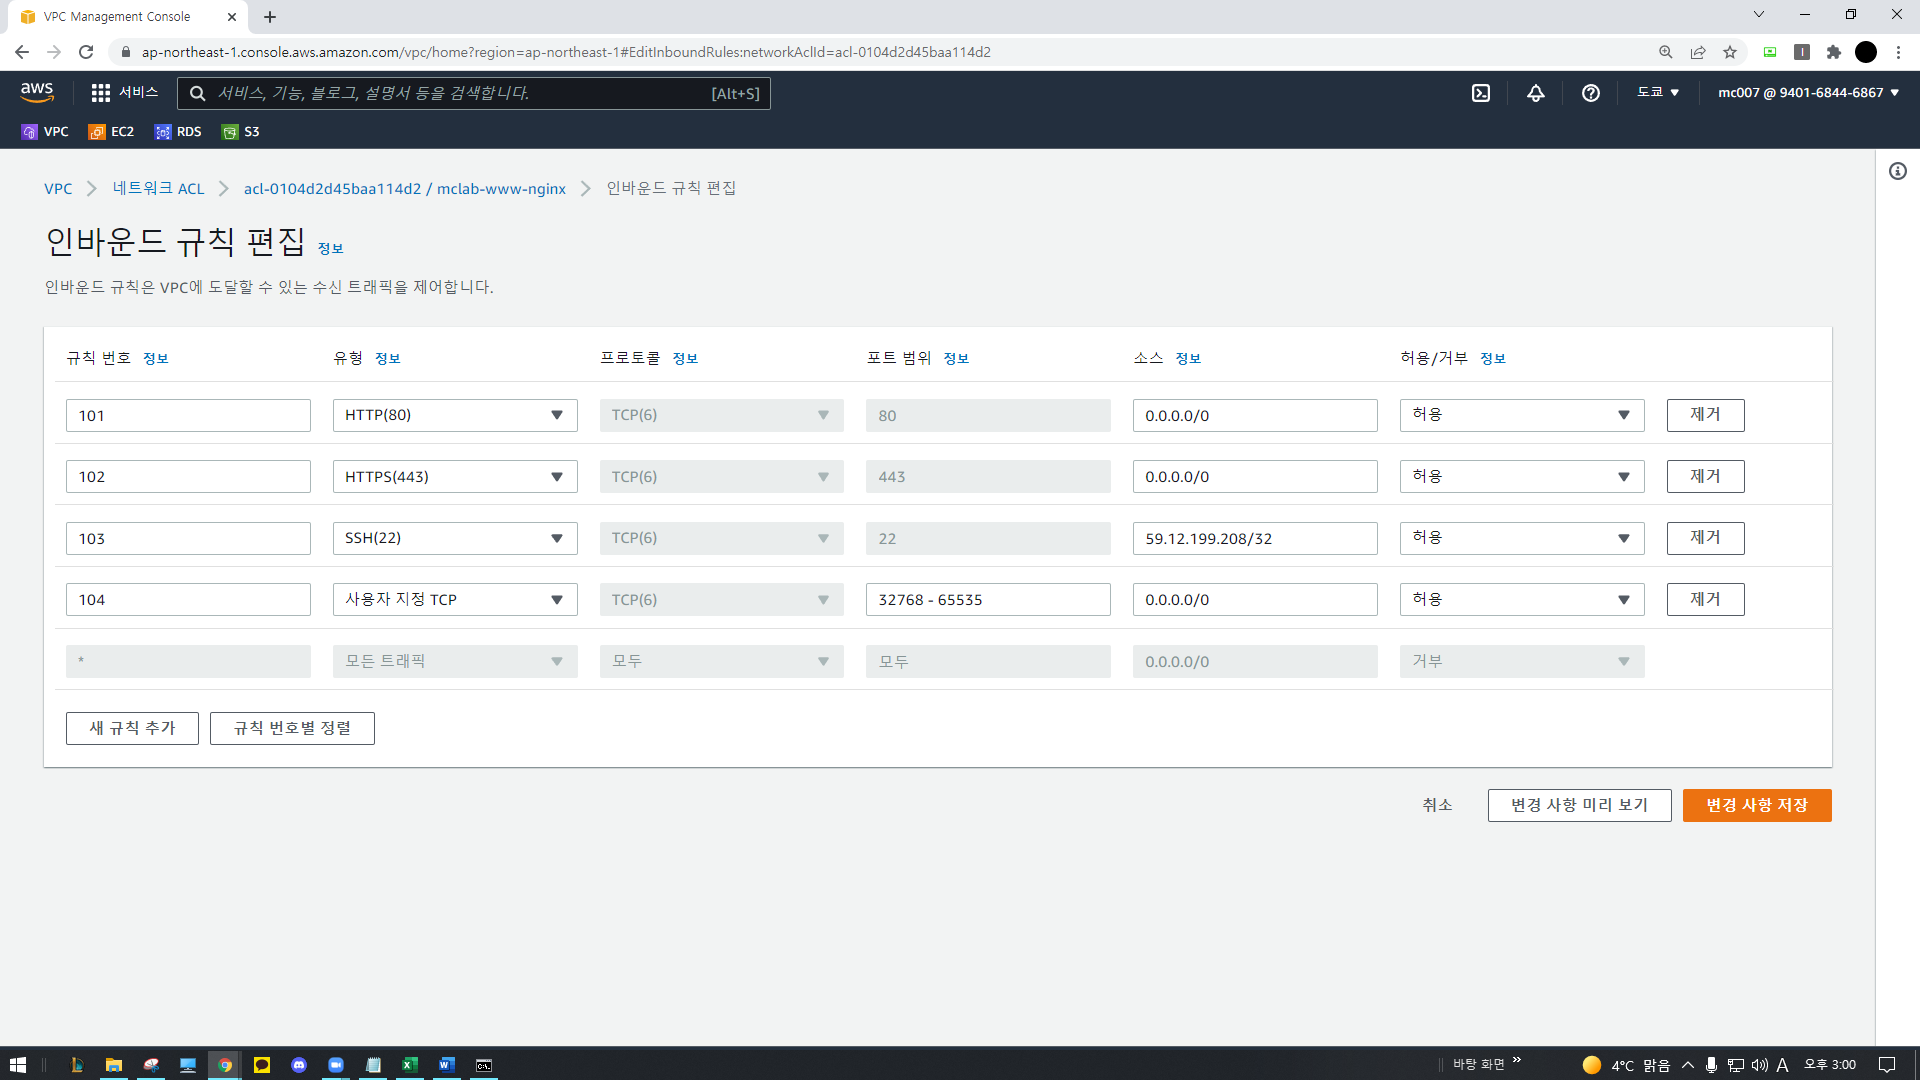 VPC Management Console
ap-northeast-1.console.aws.amazon.com/vpc/home?region=ap-northeast-1#EditInboundRules:networkAclId=acl-0104d2d45baa114d2
aws 서비스 서비스, 기능, 블로그, 설명서 등을 검색합니다. [Alt+S] 도쿄 mc007 @ 9401-6844-6867
VPC EC2 RDS S3
VPC 네트워크 ACL acl-0104d2d45baa114d2 / mclab-www-nginx 인바운드 규칙 편집
인바운드 규칙 편집 정보
인바운드 규칙은 VPC에 도달할 수 있는 수신 트래픽을 제어합니다.
규칙 번호 정보 유형 정보 프로토콜 정보 포트 범위 정보 소스 정보 허용/거부 정보
101 HTTP(80) TCP(6) 80 0.0.0.0/0 허용 제거
102 HTTPS(443) TCP(6) 443 0.0.0.0/0 허용 제거
103 SSH(22) TCP(6) 22 59.12.199.208/32 허용 제거
104 사용자 지정 TCP TCP(6) 32768 - 65535 0.0.0.0/0 허용 제거
* 모든 트래픽 모두 모두 0.0.0.0/0 거부
새 규칙 추가 규칙 번호별 정렬
취소 변경 사항 미리 보기 변경 사항 저장
바탕 화면 4°C 맑음 A 오후 3:00